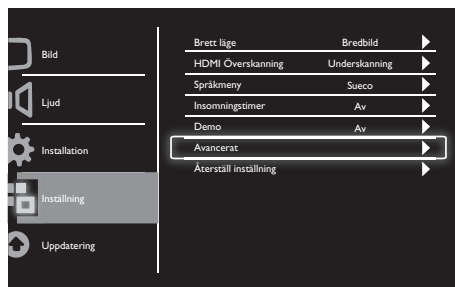 Bild
Ljud
Installation
Inställning
Uppdatering
Brett läge Bredbild
HDMI Överskanning Underskanning
Språkmeny Sueco
Insomningstimer Av
Demo Av
Avancerat
Återställ inställning